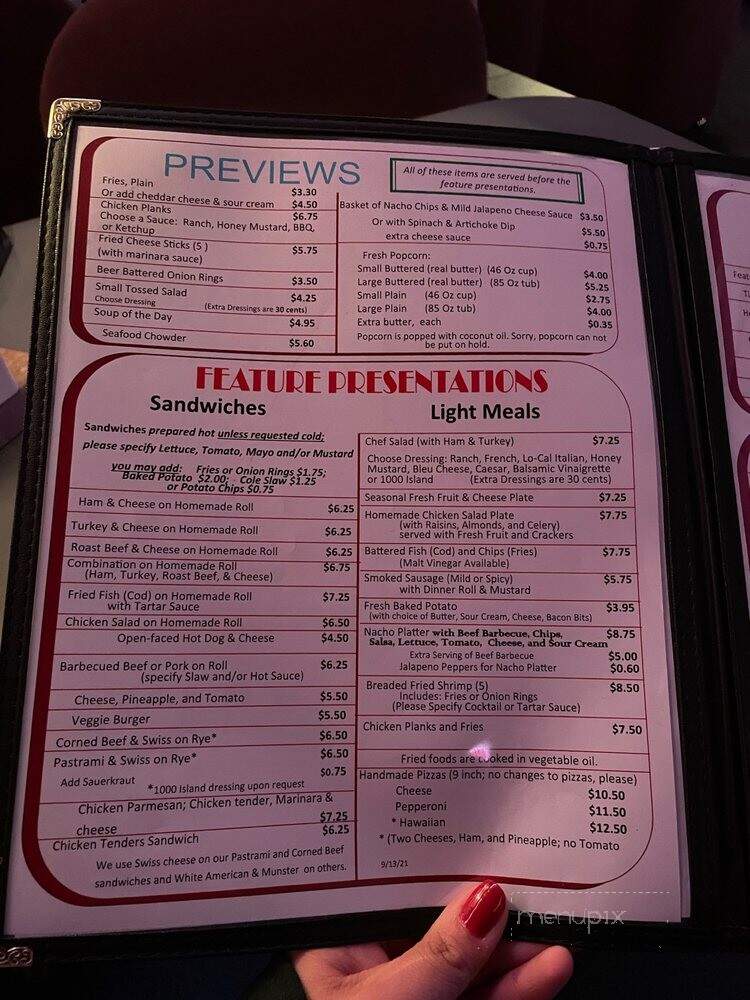 PREVIEWS
All of these items are served before the
feature presentations.
Fries, Plain $3.30
Or add cheddar cheese & sour cream $4.50
Chicken Planks $6.75
Choose a Sauce: Ranch, Honey Mustard, BBQ,
or Ketchup
Fried Cheese Sticks (5 ) $5.75
(with marinara sauce)
Beer Battered Onion Rings $3.50
Small Tossed Salad $4.25
Choose Dressing (Extra Dressings are 30 cents)
Soup of the Day $4.95
Seafood Chowder $5.60
Basket of Nacho Chips & Mild Jalapeno Cheese Sauce $3.50
Or with Spinach & Artichoke Dip $5.50
extra cheese sauce $0.75
Fresh Popcorn:
Small Buttered (real butter) (46 Oz cup) $4.00
Large Buttered (real butter) (85 Oz tub) $5.25
Small Plain (46 Oz cup) $2.75
Large Plain (85 Oz tub) $4.00
Extra butter, each $0.35
Popcorn is popped with coconut oil. Sorry, popcorn can not
be put on hold.
FEATURE PRESENTATIONS
Sandwiches
Sandwiches prepared hot unless requested cold;
please specify Lettuce, Tomato, Mayo and/or Mustard
you may add: Fries or Onion Rings $1.75;
Baked Potato $2.00; Cole Slaw $1.25
or Potato Chips $0.75
Ham & Cheese on Homemade Roll $6.25
Turkey & Cheese on Homemade Roll $6.25
Roast Beef & Cheese on Homemade Roll $6.25
Combination on Homemade Roll $6.75
(Ham, Turkey, Roast Beef, & Cheese)
Fried Fish (Cod) on Homemade Roll $7.25
with Tartar Sauce
Chicken Salad on Homemade Roll $6.50
Open-faced Hot Dog & Cheese $4.50
Barbecued Beef or Pork on Roll $6.25
(specify Slaw and/or Hot Sauce)
Cheese, Pineapple, and Tomato $5.50
Veggie Burger $5.50
Corned Beef & Swiss on Rye* $6.50
Pastrami & Swiss on Rye* $6.50
Add Sauerkraut $0.75
*1000 Island dressing upon request
Chicken Parmesan; Chicken tender, Marinara &
cheese $7.25
Chicken Tenders Sandwich $6.25
We use Swiss cheese on our Pastrami and Corned Beef
sandwiches and White American & Munster on others.
Light Meals
Chef Salad (with Ham & Turkey) $7.25
Choose Dressing: Ranch, French, Lo-Cal Italian, Honey
Mustard, Bleu Cheese, Caesar, Balsamic Vinaigrette
or 1000 Island (Extra Dressings are 30 cents)
Seasonal Fresh Fruit & Cheese Plate $7.25
Homemade Chicken Salad Plate $7.75
(with Raisins, Almonds, and Celery)
served with Fresh Fruit and Crackers
Battered Fish (Cod) and Chips (Fries) $7.75
(Malt Vinegar Available)
Smoked Sausage (Mild or Spicy) $5.75
with Dinner Roll & Mustard
Fresh Baked Potato $3.95
(with choice of Butter, Sour Cream, Cheese, Bacon Bits)
Nacho Platter with Beef Barbecue, Chips, $8.75
Salsa, Lettuce, Tomato, Cheese, and Sour Cream
Extra Serving of Beef Barbecue $5.00
Jalapeno Peppers for Nacho Platter $0.60
Breaded Fried Shrimp (5) $8.50
Includes: Fries or Onion Rings
(Please Specify Cocktail or Tartar Sauce)
Chicken Planks and Fries $7.50
Fried foods are cooked in vegetable oil.
Handmade Pizzas (9 inch; no changes to pizzas, please)
Cheese $10.50
Pepperoni $11.50
* Hawaiian $12.50
* (Two Cheeses, Ham, and Pineapple; no Tomato
9/13/21
menupix